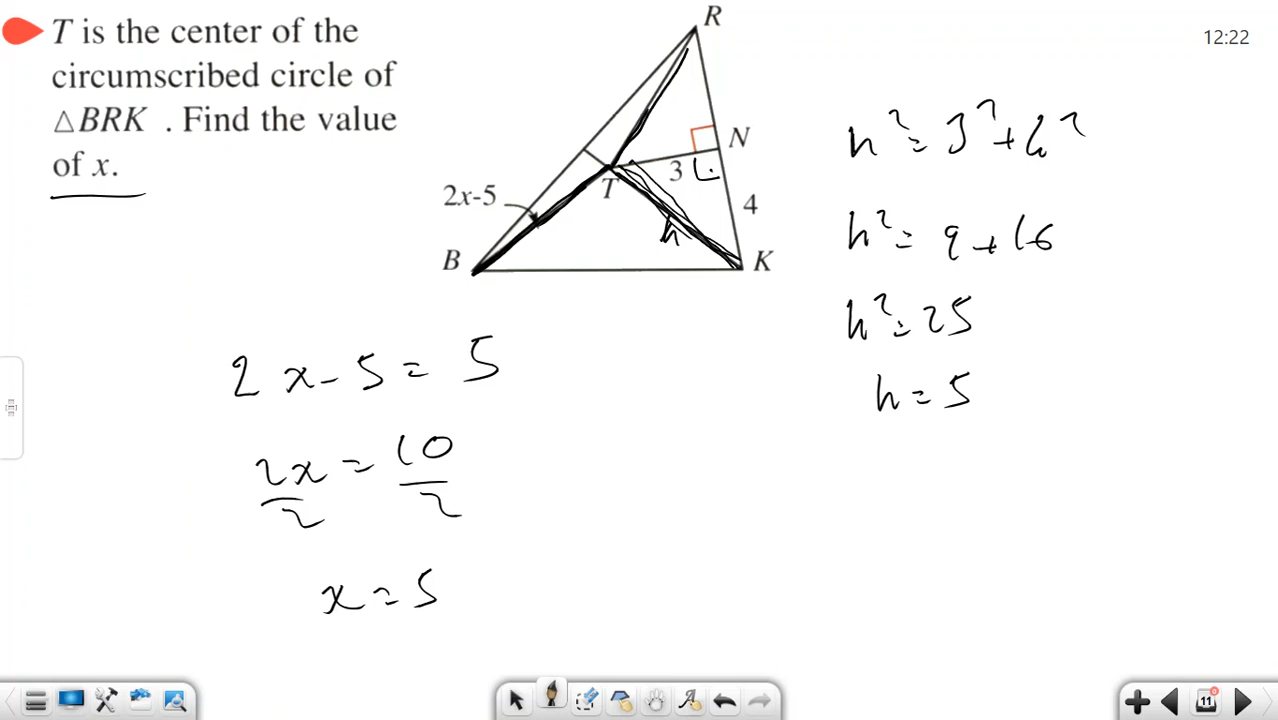 T is the center of the
circumscribed circle of
△BRK . Find the value
of x.
12:22
R
N
3
T
4
2x-5
h
B
K
h² = 3² + 4²
h² = 9 + 16
h² = 25
h = 5
2x - 5 = 5
2x = 10
2 2
x = 5
11